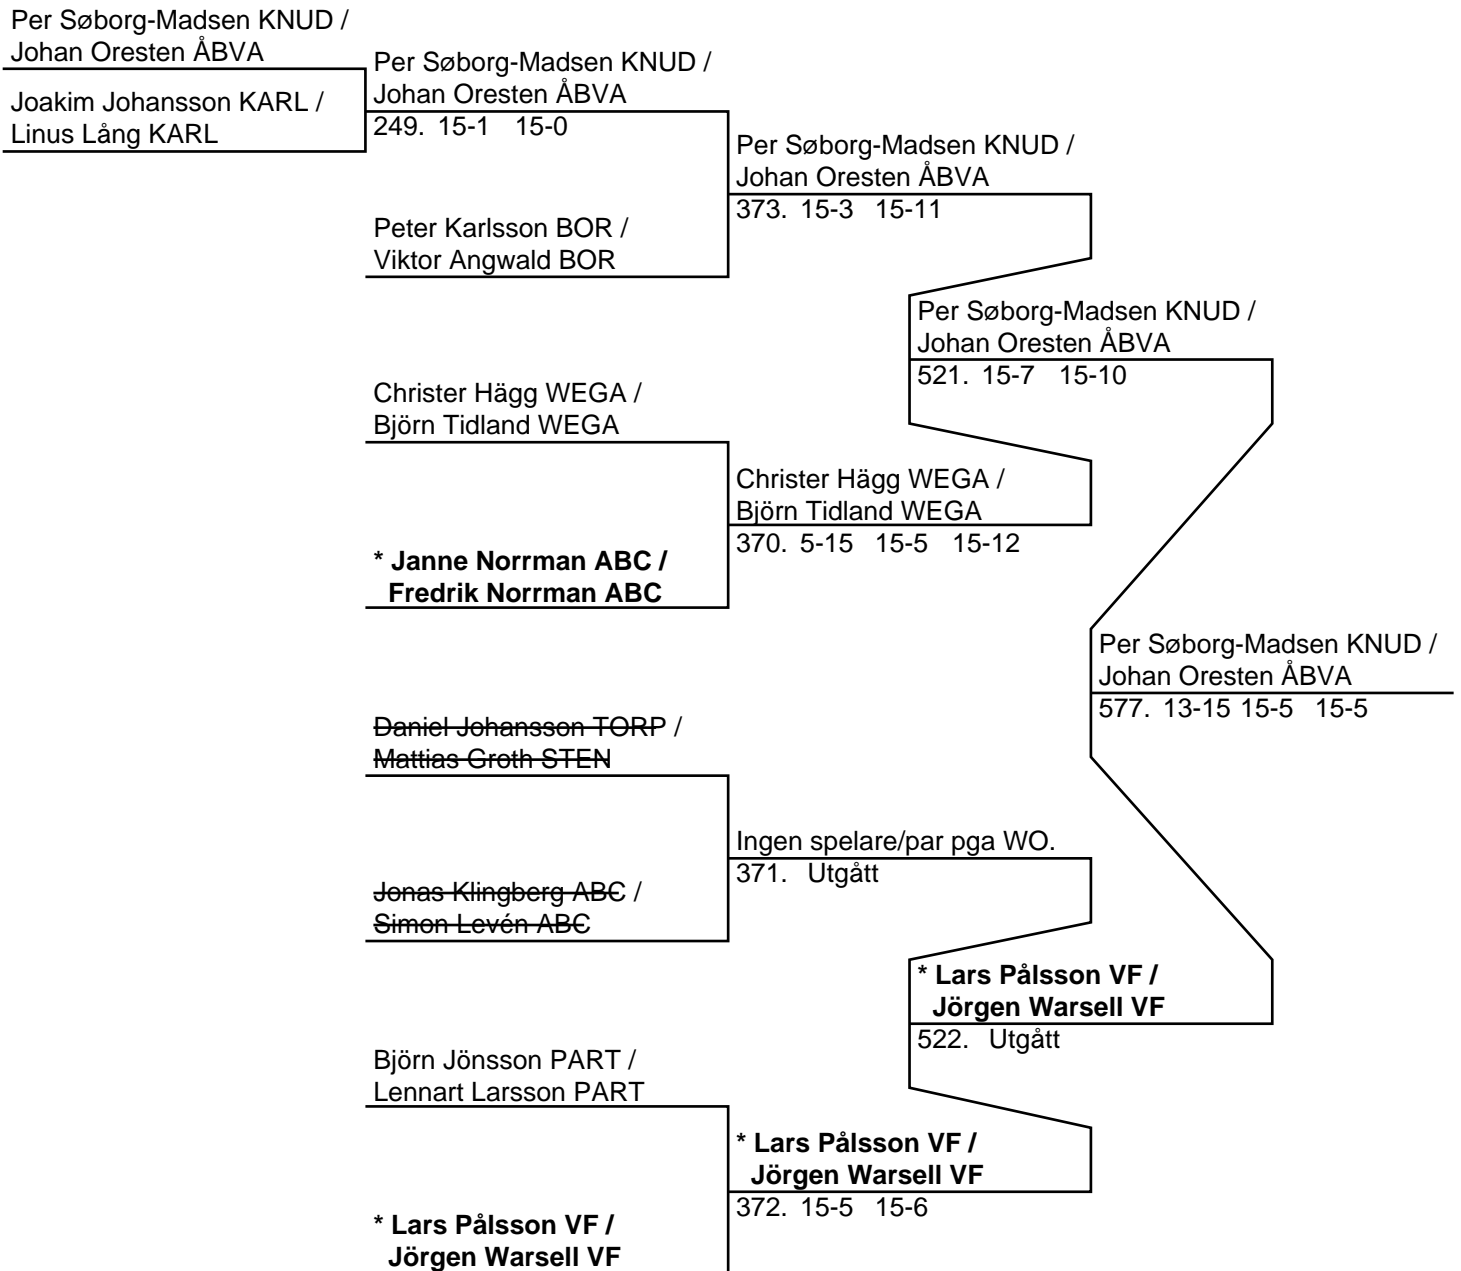 Per Søborg-Madsen KNUD /
Johan Oresten ÅBVA
Joakim Johansson KARL /
Linus Lång KARL
Per Søborg-Madsen KNUD /
Johan Oresten ÅBVA
249. 15-1 15-0
Peter Karlsson BOR /
Viktor Angwald BOR
Per Søborg-Madsen KNUD /
Johan Oresten ÅBVA
373. 15-3 15-11
Per Søborg-Madsen KNUD /
Johan Oresten ÅBVA
521. 15-7 15-10
Christer Hägg WEGA /
Björn Tidland WEGA
Christer Hägg WEGA /
Björn Tidland WEGA
370. 5-15 15-5 15-12
* Janne Norrman ABC /
Fredrik Norrman ABC
Per Søborg-Madsen KNUD /
Johan Oresten ÅBVA
577. 13-15 15-5 15-5
Daniel Johansson TORP /
Mattias Groth STEN
Ingen spelare/par pga WO.
371. Utgått
Jonas Klingberg ABC /
Simon Levén ABC
* Lars Pålsson VF /
Jörgen Warsell VF
522. Utgått
Björn Jönsson PART /
Lennart Larsson PART
* Lars Pålsson VF /
Jörgen Warsell VF
372. 15-5 15-6
* Lars Pålsson VF /
Jörgen Warsell VF